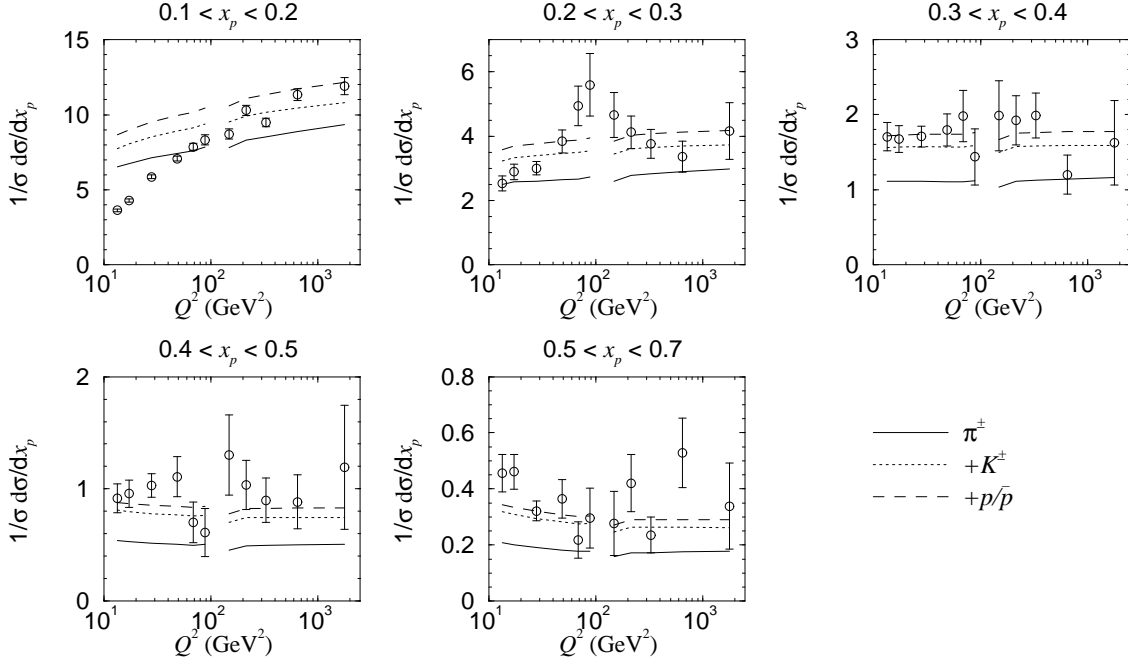 0.1 < x_p < 0.2
0.2 < x_p < 0.3
0.3 < x_p < 0.4
15
10
5
0
1/σ dσ/dx_p
10^1
10^2
10^3
Q^2 (GeV^2)
6
4
2
0
1/σ dσ/dx_p
10^1
10^2
10^3
Q^2 (GeV^2)
3
2
1
0
1/σ dσ/dx_p
10^1
10^2
10^3
Q^2 (GeV^2)
0.4 < x_p < 0.5
0.5 < x_p < 0.7
2
1
0
1/σ dσ/dx_p
10^1
10^2
10^3
Q^2 (GeV^2)
0.8
0.6
0.4
0.2
0
1/σ dσ/dx_p
10^1
10^2
10^3
Q^2 (GeV^2)
π^±
+K^±
+p/p̄